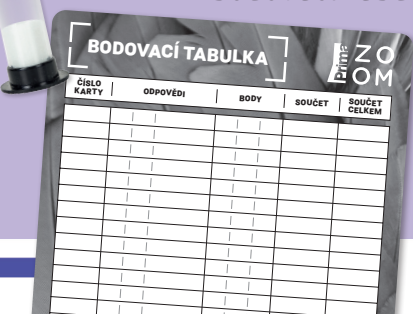 BODOVACÍ TABULKA
Prima ZOOM
ČÍSLO KARTY
ODPOVĚDI
BODY
SOUČET
SOUČET CELKEM